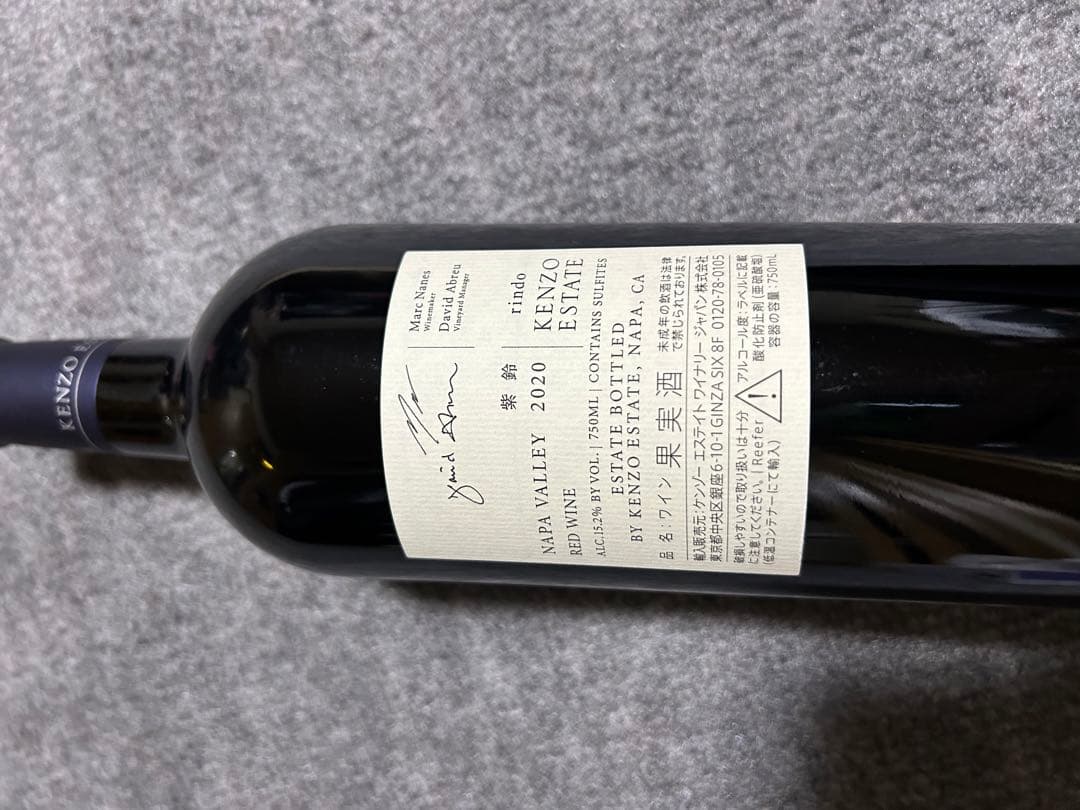 KENZO
Marc Nanes
Winemaker
David Abreu
Vineyard Manager
紫鈴 rindo
NAPA VALLEY 2020 KENZO
RED WINE ESTATE
ALC.15.2% BY VOL. | 750ML | CONTAINS SULFITES
ESTATE BOTTLED
BY KENZO ESTATE, NAPA, CA
品名:ワイン 果実酒 未成年の飲酒は法律
で禁じられております。
輸入販売元:ケンゾー エステイト ワイナリー ジャパン株式会社
東京都中央区銀座6-10-1 GINZA SIX 8F 0120-78-0105
破損しやすいので取り扱いは十分 アルコール度:ラベルに記載
に注意してください。| Reefer 酸化防止剤(亜硫酸塩)
(低温コンテナーにて輸入) 容器の容量:750mL